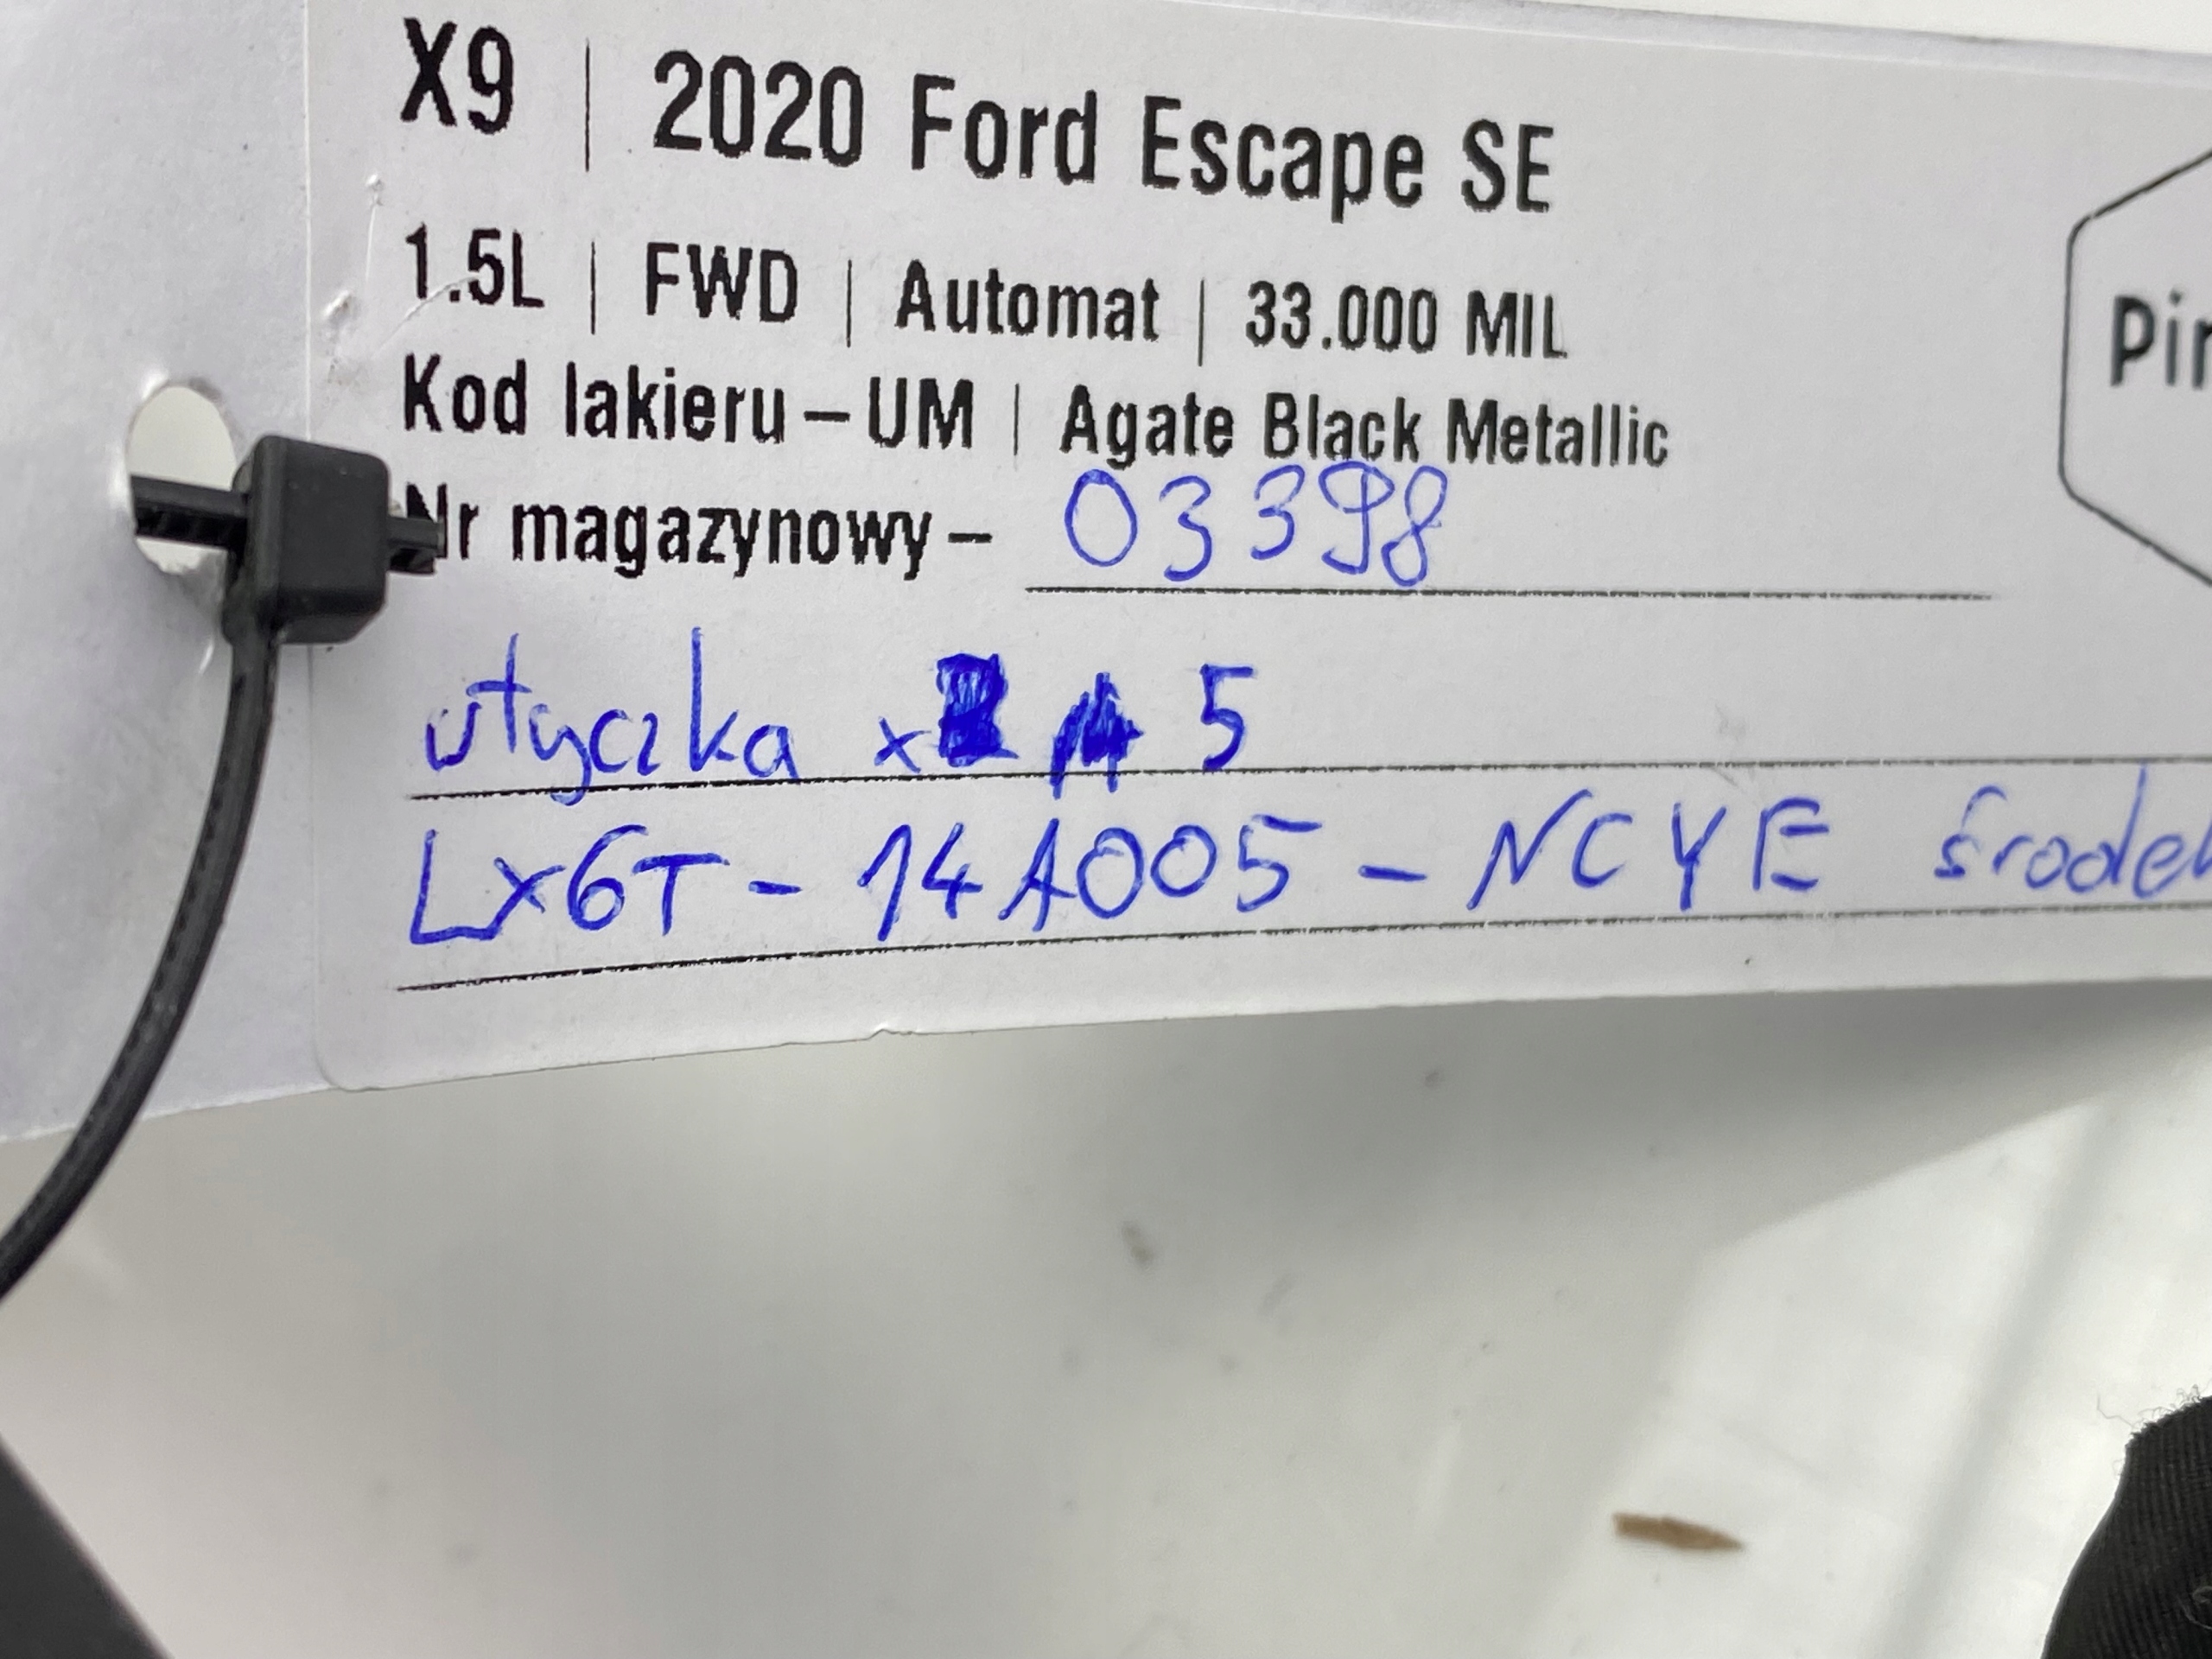 X9 | 2020 Ford Escape SE
1.5L | FWD | Automat | 33.000 MIL
Kod lakieru – UM | Agate Black Metallic
Nr magazynowy – 03398
wtyczka x 5
LX6T - 14A005 - NCYE